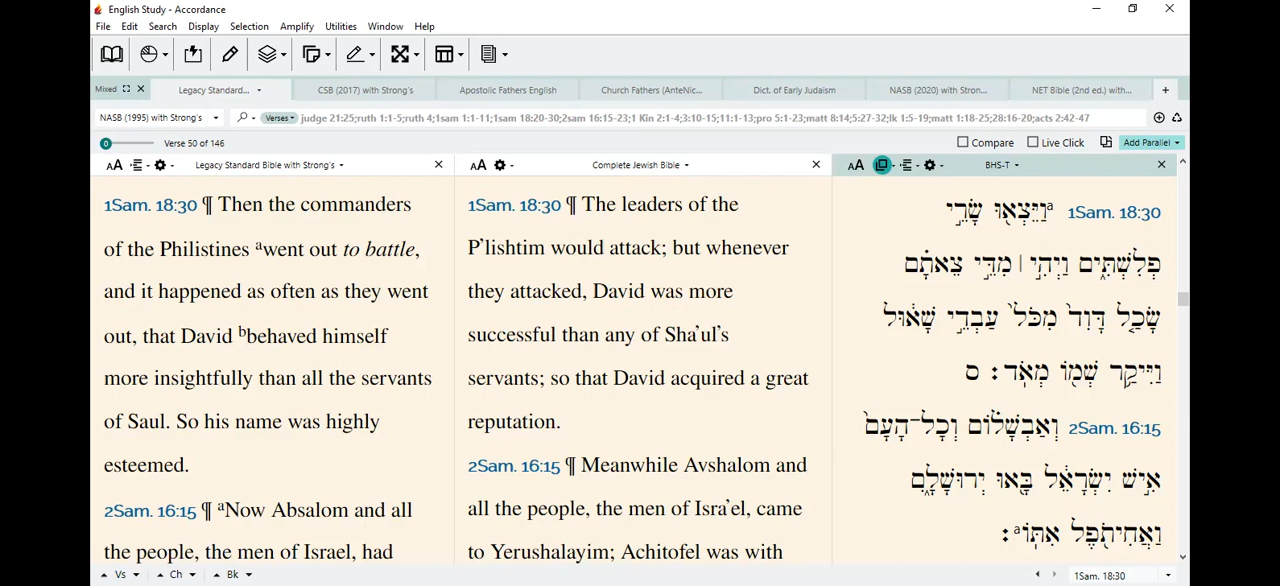 English Study - Accordance
File Edit Search Display Selection Amplify Utilities Window Help
Mixed Legacy Standard... CSB (2017) with Strong's Apostolic Fathers English Church Fathers (AnteNic... Dict. of Early Judaism NASB (2020) with Stron... NET Bible (2nd ed.) with... +
NASB (1995) with Strong's Verses judge 21:25;ruth 1:1-5;ruth 4;1sam 1:1-11;1sam 18:20-30;2sam 16:15-23;1 Kin 2:1-4;3:10-15;11:1-13;pro 5:1-23;matt 8:14;5:27-32;lk 1:5-19;matt 1:18-25;28:16-20;acts 2:42-47
0 Verse 50 of 146 Compare Live Click Add Parallel
AA Legacy Standard Bible with Strong's
1Sam. 18:30 ¶ Then the commanders
of the Philistines ᵃwent out to battle,
and it happened as often as they went
out, that David ᵇbehaved himself
more insightfully than all the servants
of Saul. So his name was highly
esteemed.
2Sam. 16:15 ¶ ᵃNow Absalom and all
the people, the men of Israel, had
AA Complete Jewish Bible
1Sam. 18:30 ¶ The leaders of the
P'lishtim would attack; but whenever
they attacked, David was more
successful than any of Sha'ul's
servants; so that David acquired a great
reputation.
2Sam. 16:15 ¶ Meanwhile Avshalom and
all the people, the men of Isra'el, came
to Yerushalayim; Achitofel was with
AA BHS-T
1Sam. 18:30 ᵃוַיֵּצְא֖וּ שָׂרֵ֣י
פְלִשְׁתִּ֑ים וַיְהִ֣י ׀ מִדֵּ֣י צֵאתָ֗ם
שָׂכַ֤ל דָּוִד֙ מִכֹּל֙ עַבְדֵ֣י שָׁא֔וּל
וַיִּיקַ֥ר שְׁמ֖וֹ מְאֹֽד׃ ס
2Sam. 16:15 וְאַבְשָׁל֗וֹם וְכָל־הָעָם֙
אִ֣ישׁ יִשְׂרָאֵ֔ל בָּ֖אוּ יְרוּשָׁלִָ֑ם
וַאֲחִיתֹ֖פֶל אִתּֽוֹᵃ׃
Vs Ch Bk 1Sam. 18:30